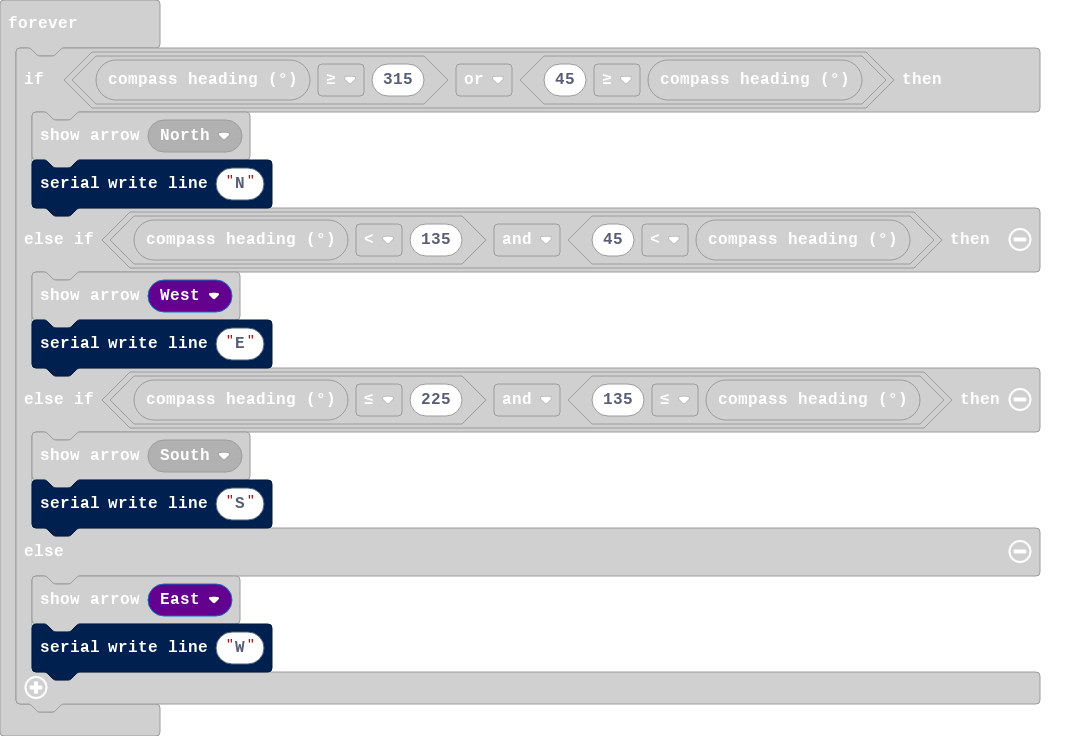 forever
if compass heading (°) ≥ 315 or 45 ≥ compass heading (°) then
show arrow North
serial write line "N"
else if compass heading (°) < 135 and 45 < compass heading (°) then
show arrow West
serial write line "E"
else if compass heading (°) ≤ 225 and 135 ≤ compass heading (°) then
show arrow South
serial write line "S"
else
show arrow East
serial write line "W"